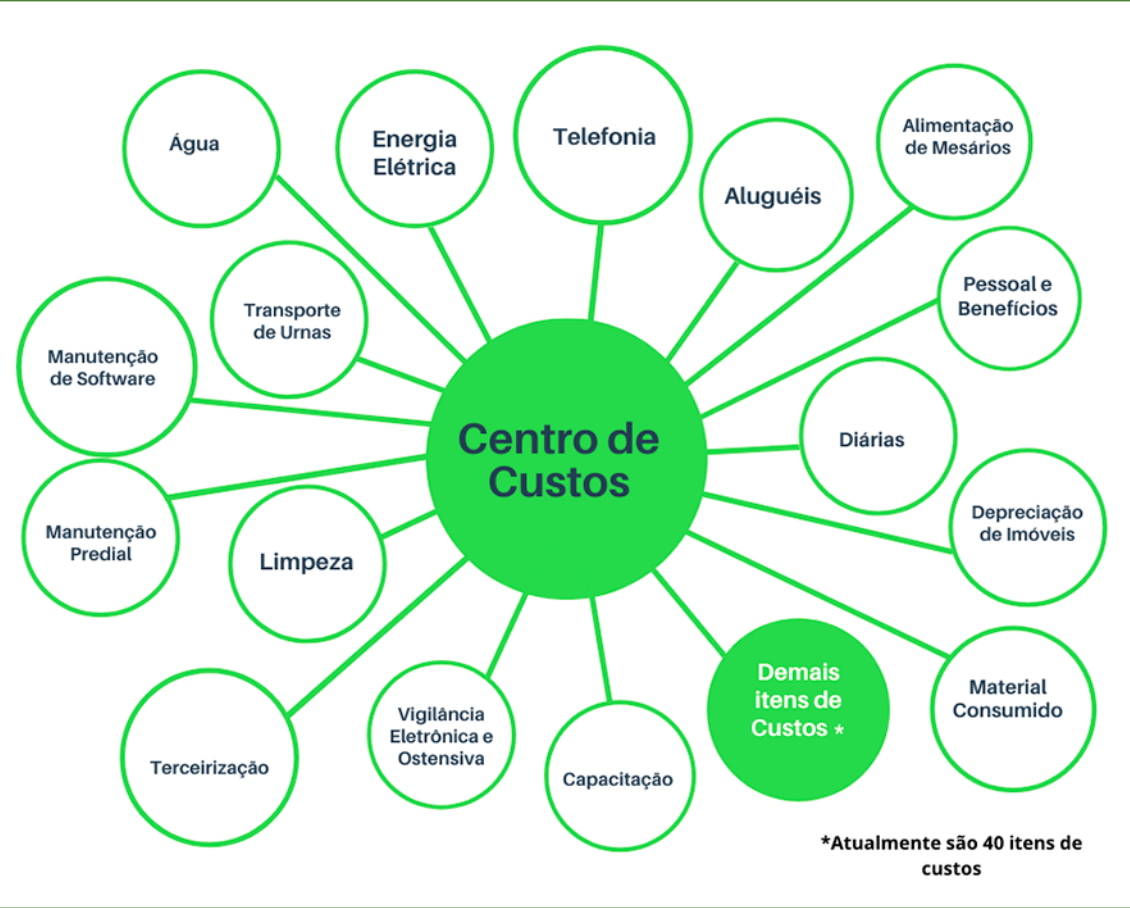 Água
Energia
Elétrica
Telefonia
Aluguéis
Alimentação
de Mesários
Pessoal e
Benefícios
Transporte
de Urnas
Manutenção
de Software
Centro de
Custos
Diárias
Depreciação
de Imóveis
Manutenção
Predial
Limpeza
Demais
itens de
Custos *
Material
Consumido
Terceirização
Vigilância
Eletrônica e
Ostensiva
Capacitação
*Atualmente são 40 itens de
custos